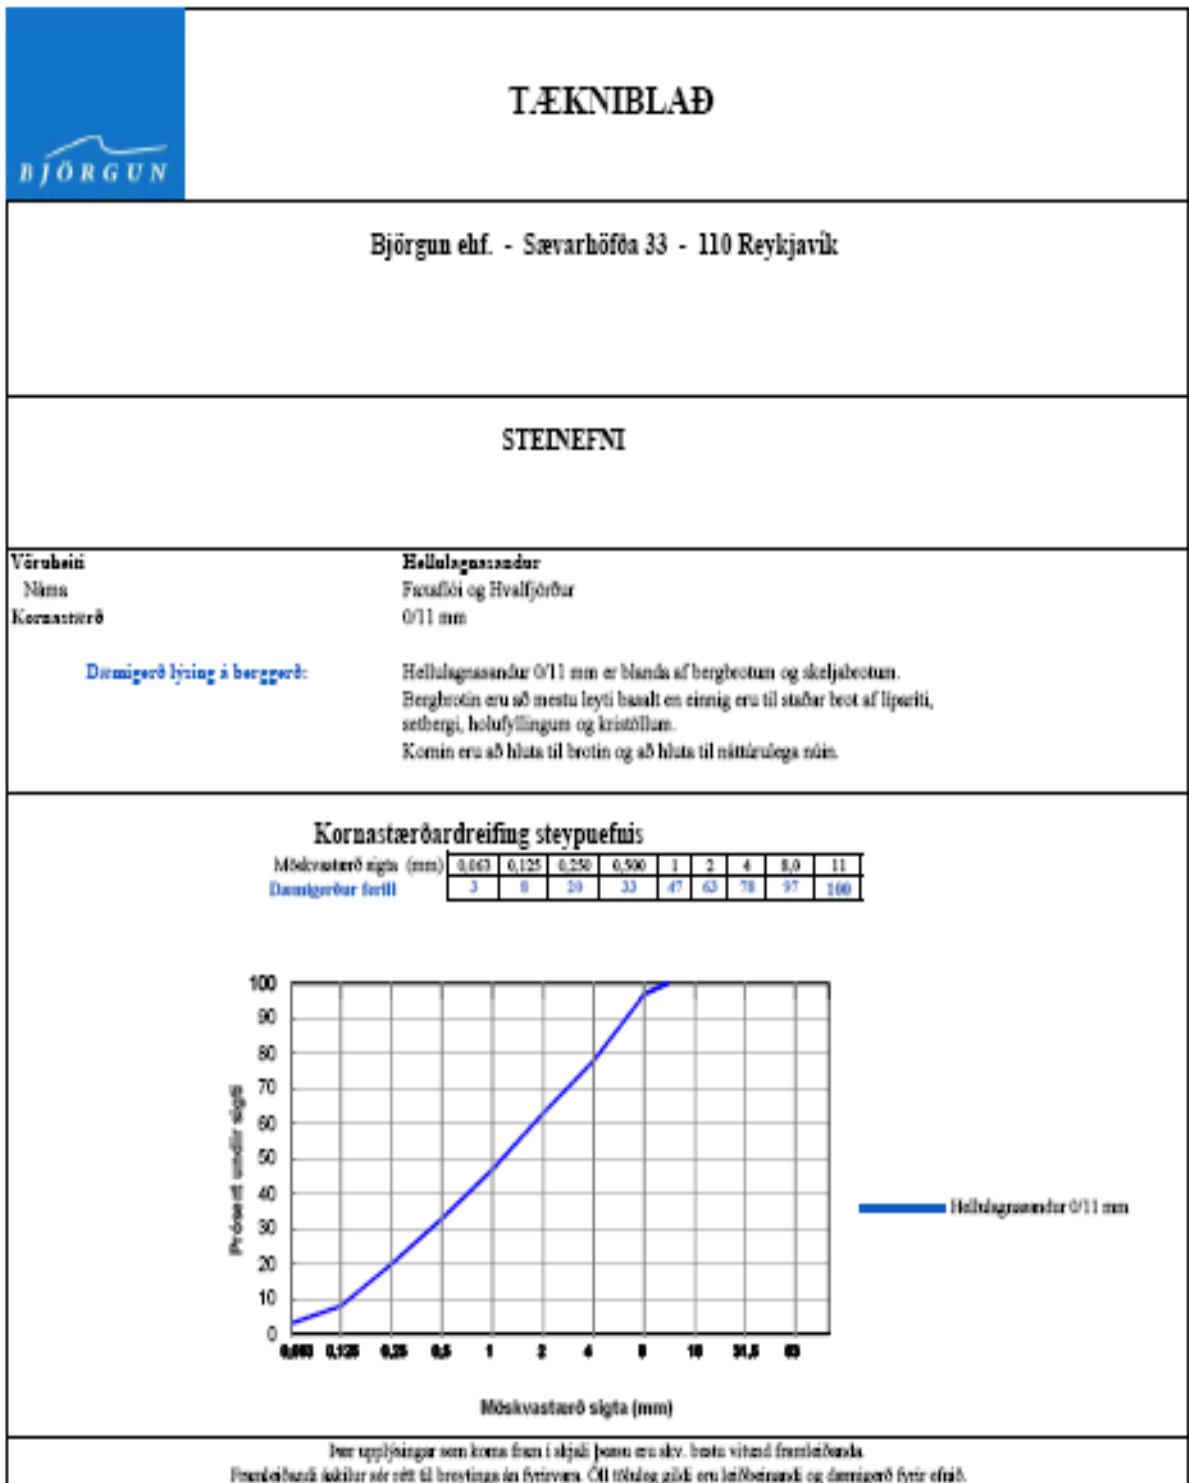 BJÖRGUN
TÆKNIBLAÐ
Björgun ehf. - Sævarhöfða 33 - 110 Reykjavík
STEINEFNI
Vöruheiti Hellulagnasandur
Náma Faxaflói og Hvalfjörður
Kornastærð 0/11 mm
Dæmigerð lýsing á berggerð: Hellulagnasandur 0/11 mm er blanda af bergbrotum og skeljabrotum.
Bergbrotin eru að mestu leyti basalt en einnig eru til staðar brot af líparíti,
setbergi, holufyllingum og kristöllum.
Kornin eru að hluta til brotin og að hluta til náttúrulega núin.
Kornastærðardreifing steypuefnis
Möskvastærð sigta (mm) 0,063 0,125 0,250 0,500 1 2 4 8,0 11
Dæmigerður ferill 3 8 20 33 47 63 78 97 100
100
90
80
70
60
50
40
30
20
10
0
Prósent undir sigti
0,063 0,125 0,25 0,5 1 2 4 8 16 31,5 63
Möskvastærð sigta (mm)
Hellulagnasandur 0/11 mm
Þær upplýsingar sem koma fram í skjali þessu eru skv. bestu vitund framleiðanda.
Framleiðandi áskilur sér rétt til breytinga án fyrirvara. Öll töluleg gildi eru leiðbeinandi og dæmigerð fyrir efnið.